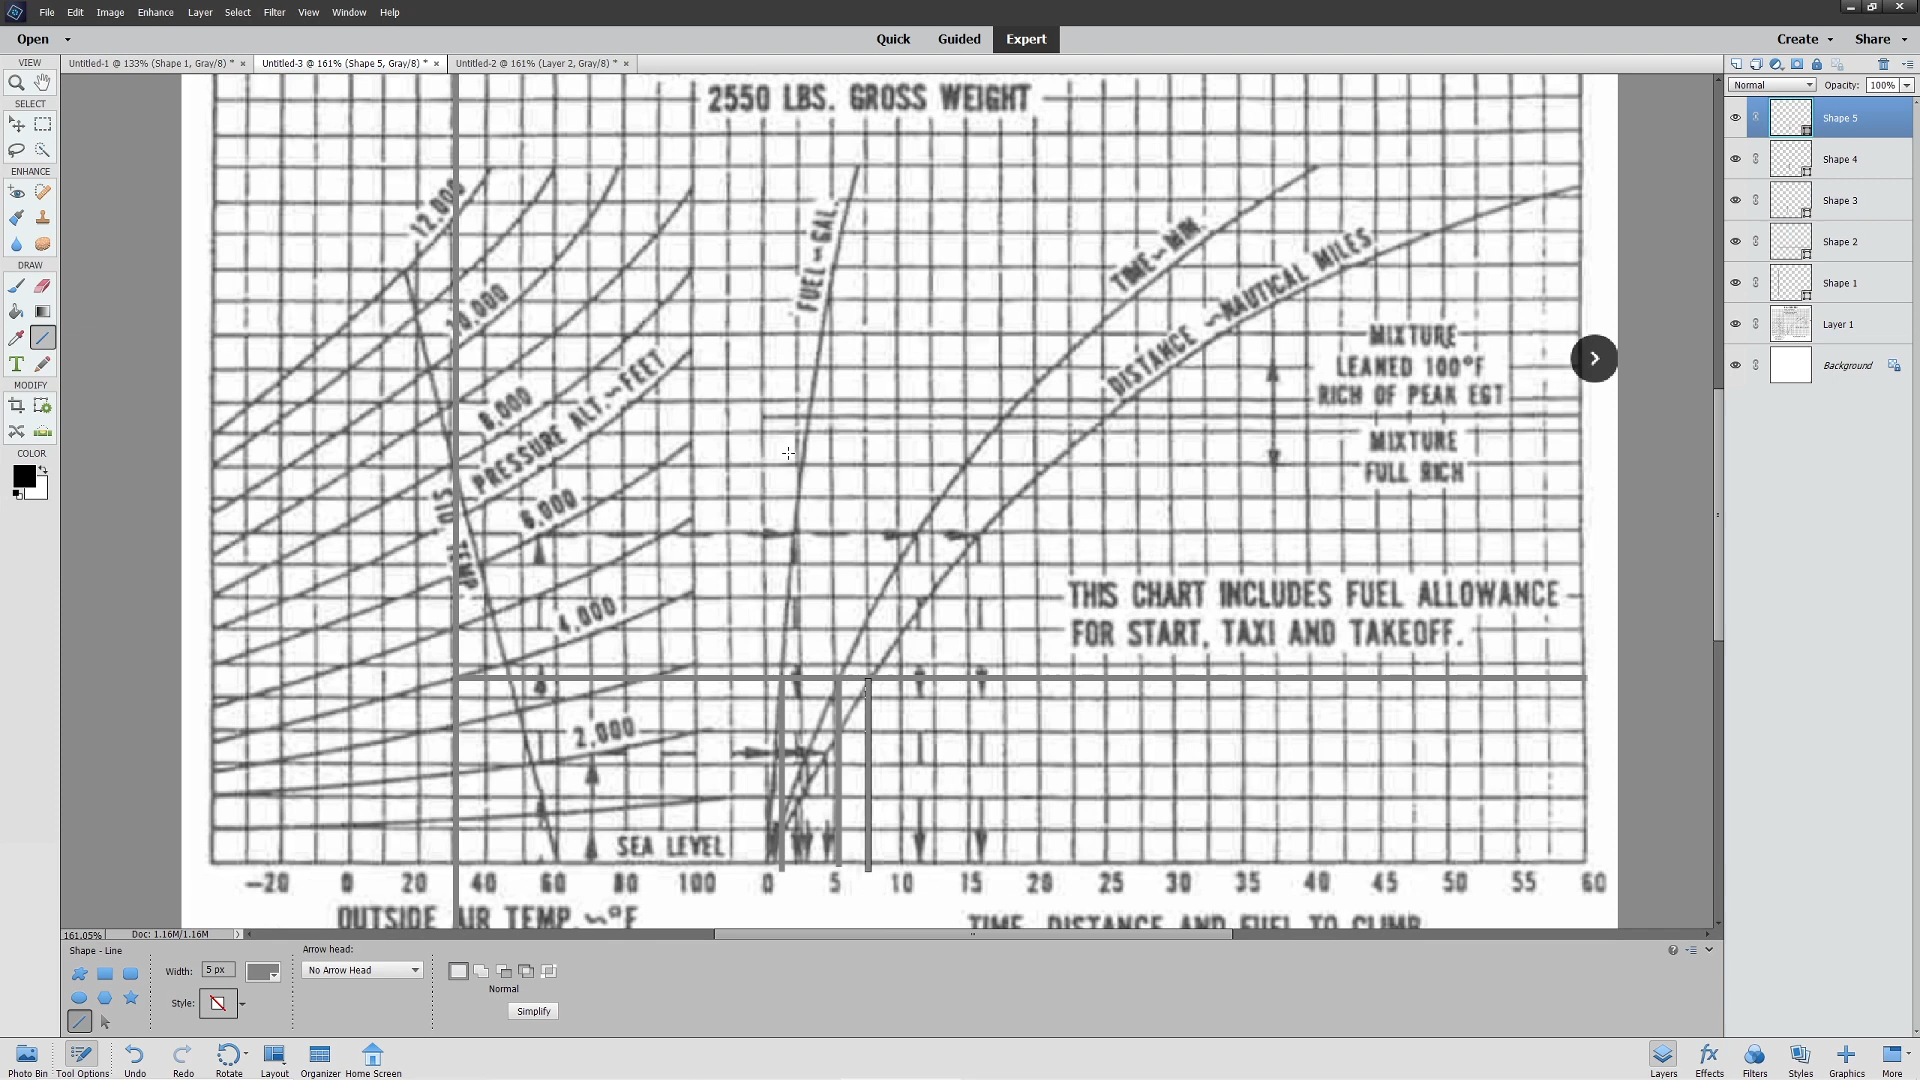 File Edit Image Enhance Layer Select Filter View Window Help
Open
Quick Guided Expert
Create Share
VIEW
Untitled-1 @ 133% (Shape 1, Gray/8) * ×
Untitled-3 @ 161% (Shape 5, Gray/8) * ×
Untitled-2 @ 161% (Layer 2, Gray/8) * ×
Normal Opacity: 100%
SELECT
ENHANCE
DRAW
MODIFY
COLOR
Shape 5
Shape 4
Shape 3
Shape 2
Shape 1
Layer 1
Background
2550 LBS. GROSS WEIGHT
12,000
10,000
8,000
PRESSURE ALT.~FEET
6,000
STD TEMP.
4,000
2,000
SEA LEVEL
FUEL~GAL.
TIME~MIN.
DISTANCE ~NAUTICAL MILES
MIXTURE
LEANED 100°F
RICH OF PEAK EGT
MIXTURE
FULL RICH
THIS CHART INCLUDES FUEL ALLOWANCE
FOR START, TAXI AND TAKEOFF.
-20 0 20 40 60 80 100 0 5 10 15 20 25 30 35 40 45 50 55 60
OUTSIDE AIR TEMP.~°F
TIME, DISTANCE AND FUEL TO CLIMB
161.05% Doc: 1.16M/1.16M
Shape - Line
Width: 5 px
Style:
Arrow head:
No Arrow Head
Normal
Simplify
Photo Bin Tool Options Undo Redo Rotate Layout Organizer Home Screen
Layers Effects Filters Styles Graphics More